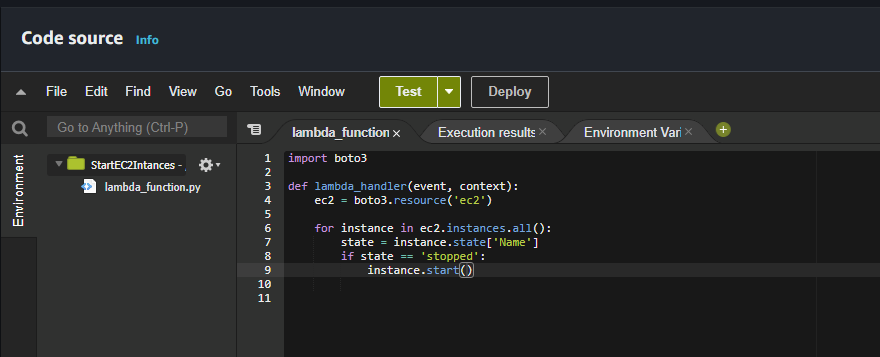 Code source Info
File Edit Find View Go Tools Window Test Deploy
Go to Anything (Ctrl-P)
lambda_function
Execution results
Environment Vari
Environment
StartEC2Intances -
lambda_function.py
1 import boto3
2
3 def lambda_handler(event, context):
4     ec2 = boto3.resource('ec2')
5
6     for instance in ec2.instances.all():
7         state = instance.state['Name']
8         if state == 'stopped':
9             instance.start()
10
11